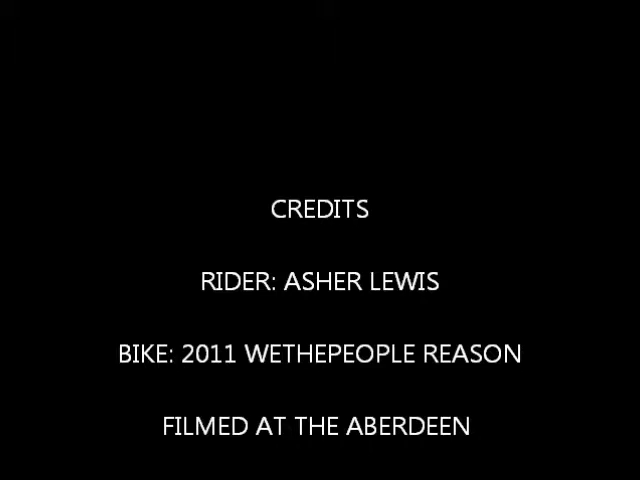 CREDITS
RIDER: ASHER LEWIS
BIKE: 2011 WETHEPEOPLE REASON
FILMED AT THE ABERDEEN